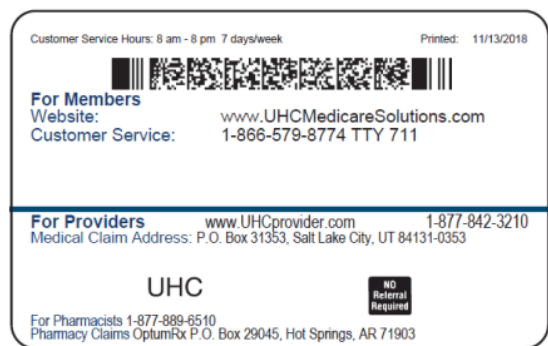 Customer Service Hours: 8 am - 8 pm 7 days/week Printed: 11/13/2018
For Members
Website: www.UHCMedicareSolutions.com
Customer Service: 1-866-579-8774 TTY 711
For Providers www.UHCprovider.com 1-877-842-3210
Medical Claim Address: P.O. Box 31353, Salt Lake City, UT 84131-0353
UHC
NO
Referral
Required
For Pharmacists 1-877-889-6510
Pharmacy Claims OptumRx P.O. Box 29045, Hot Springs, AR 71903